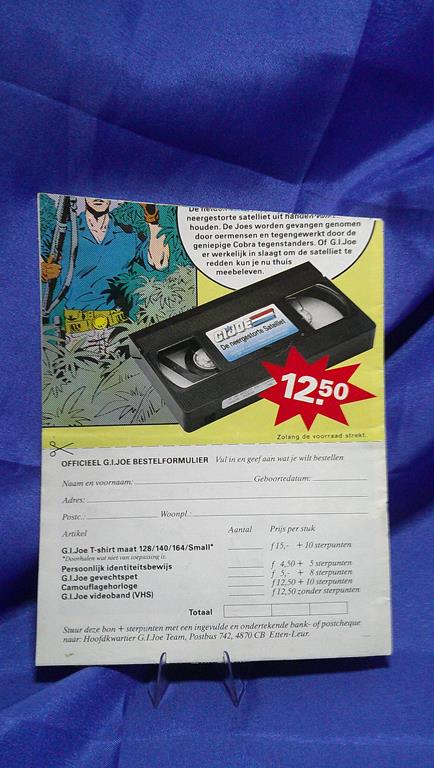 neergestorte satelliet uit handen van
houden. De Joes worden gevangen genomen
door oermensen en tegengewerkt door de
geniepige Cobra tegenstanders. Of G.I.Joe
er werkelijk in slaagt om de satelliet te
redden kun je nu thuis
meebeleven.
G.I. JOE
De neergestorte Satelliet
12.50
Zolang de voorraad strekt.
OFFICIEEL G.I.JOE BESTELFORMULIER Vul in en geef aan wat je wilt bestellen
Naam en voornaam: Geboortedatum:
Adres:
Postc.: Woonpl.:
Artikel Aantal Prijs per stuk
G.I.Joe T-shirt maat 128/140/164/Small* ƒ 15,- + 10 sterpunten
*Doorhalen wat niet van toepassing is.
Persoonlijk identiteitsbewijs ƒ 4,50 + 5 sterpunten
G.I.Joe gevechtspet ƒ 5,- + 8 sterpunten
Camouflagehorloge ƒ 12,50 + 10 sterpunten
G.I.Joe videoband (VHS) ƒ 12,50 zonder sterpunten
Totaal
Stuur deze bon + sterpunten met een ingevulde en ondertekende bank- of postcheque
naar: Hoofdkwartier G.I.Joe Team, Postbus 742, 4870 CB Etten-Leur.